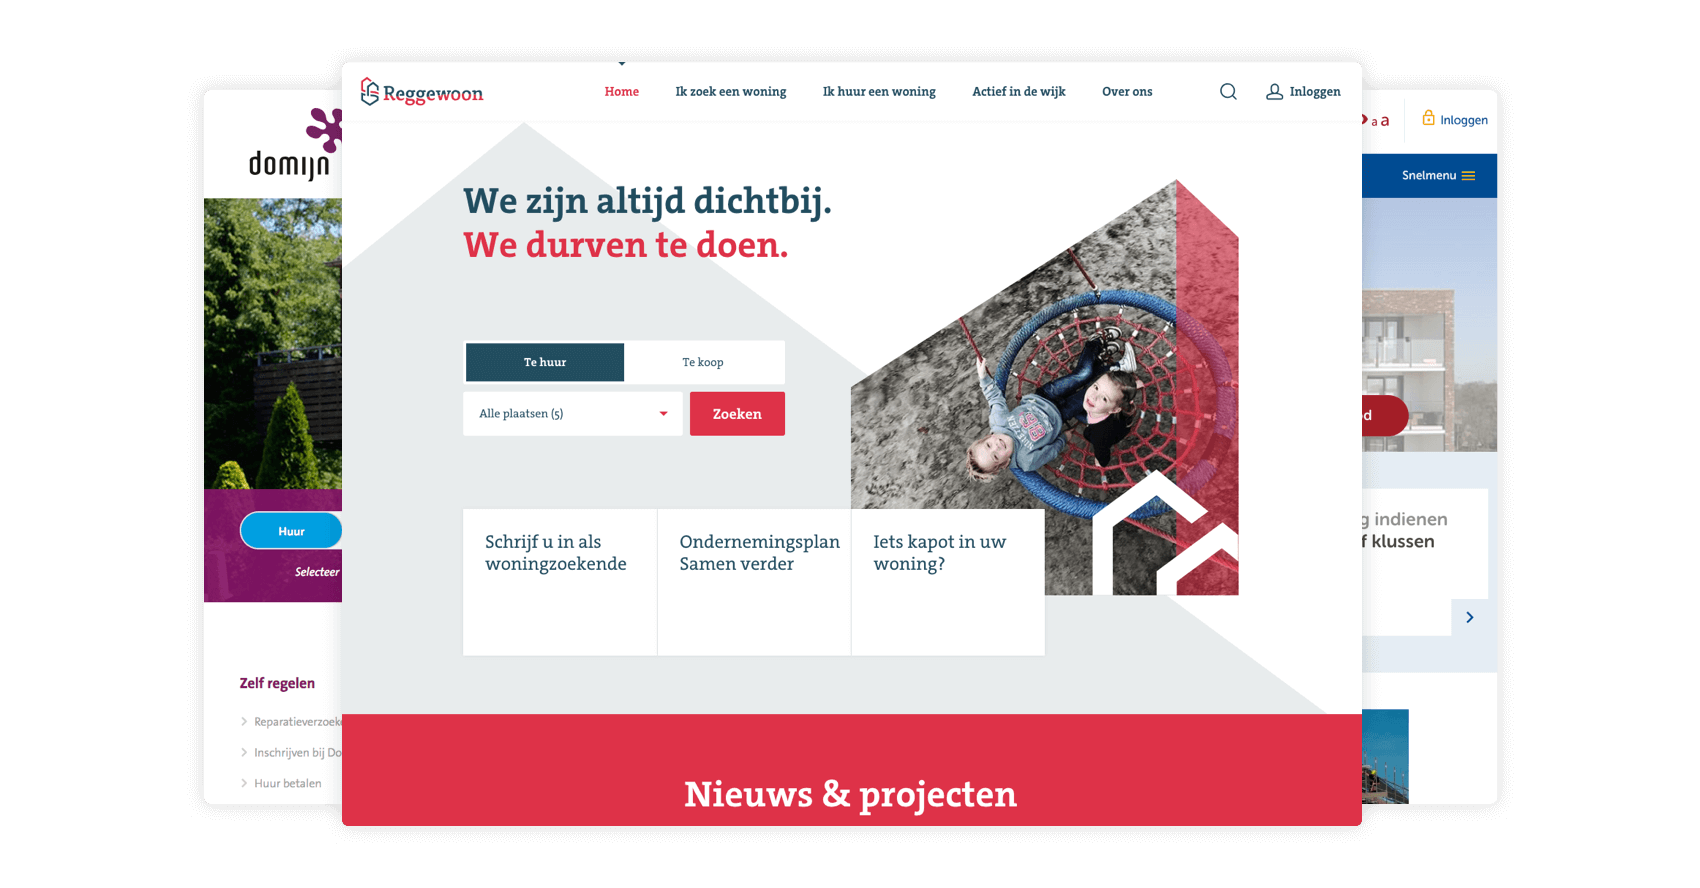 domijn
Huur
Selecteer
Zelf regelen
Reparatieverzoeke
Inschrijven bij Do
Huur betalen
Reggewoon
Home
Ik zoek een woning
Ik huur een woning
Actief in de wijk
Over ons
Inloggen
We zijn altijd dichtbij.
We durven te doen.
Te huur
Te koop
Alle plaatsen (5)
Zoeken
Schrijf u in als
woningzoekende
Ondernemingsplan
Samen verder
Iets kapot in uw
woning?
Nieuws & projecten
a a
Inloggen
Snelmenu
d
g indienen
f klussen